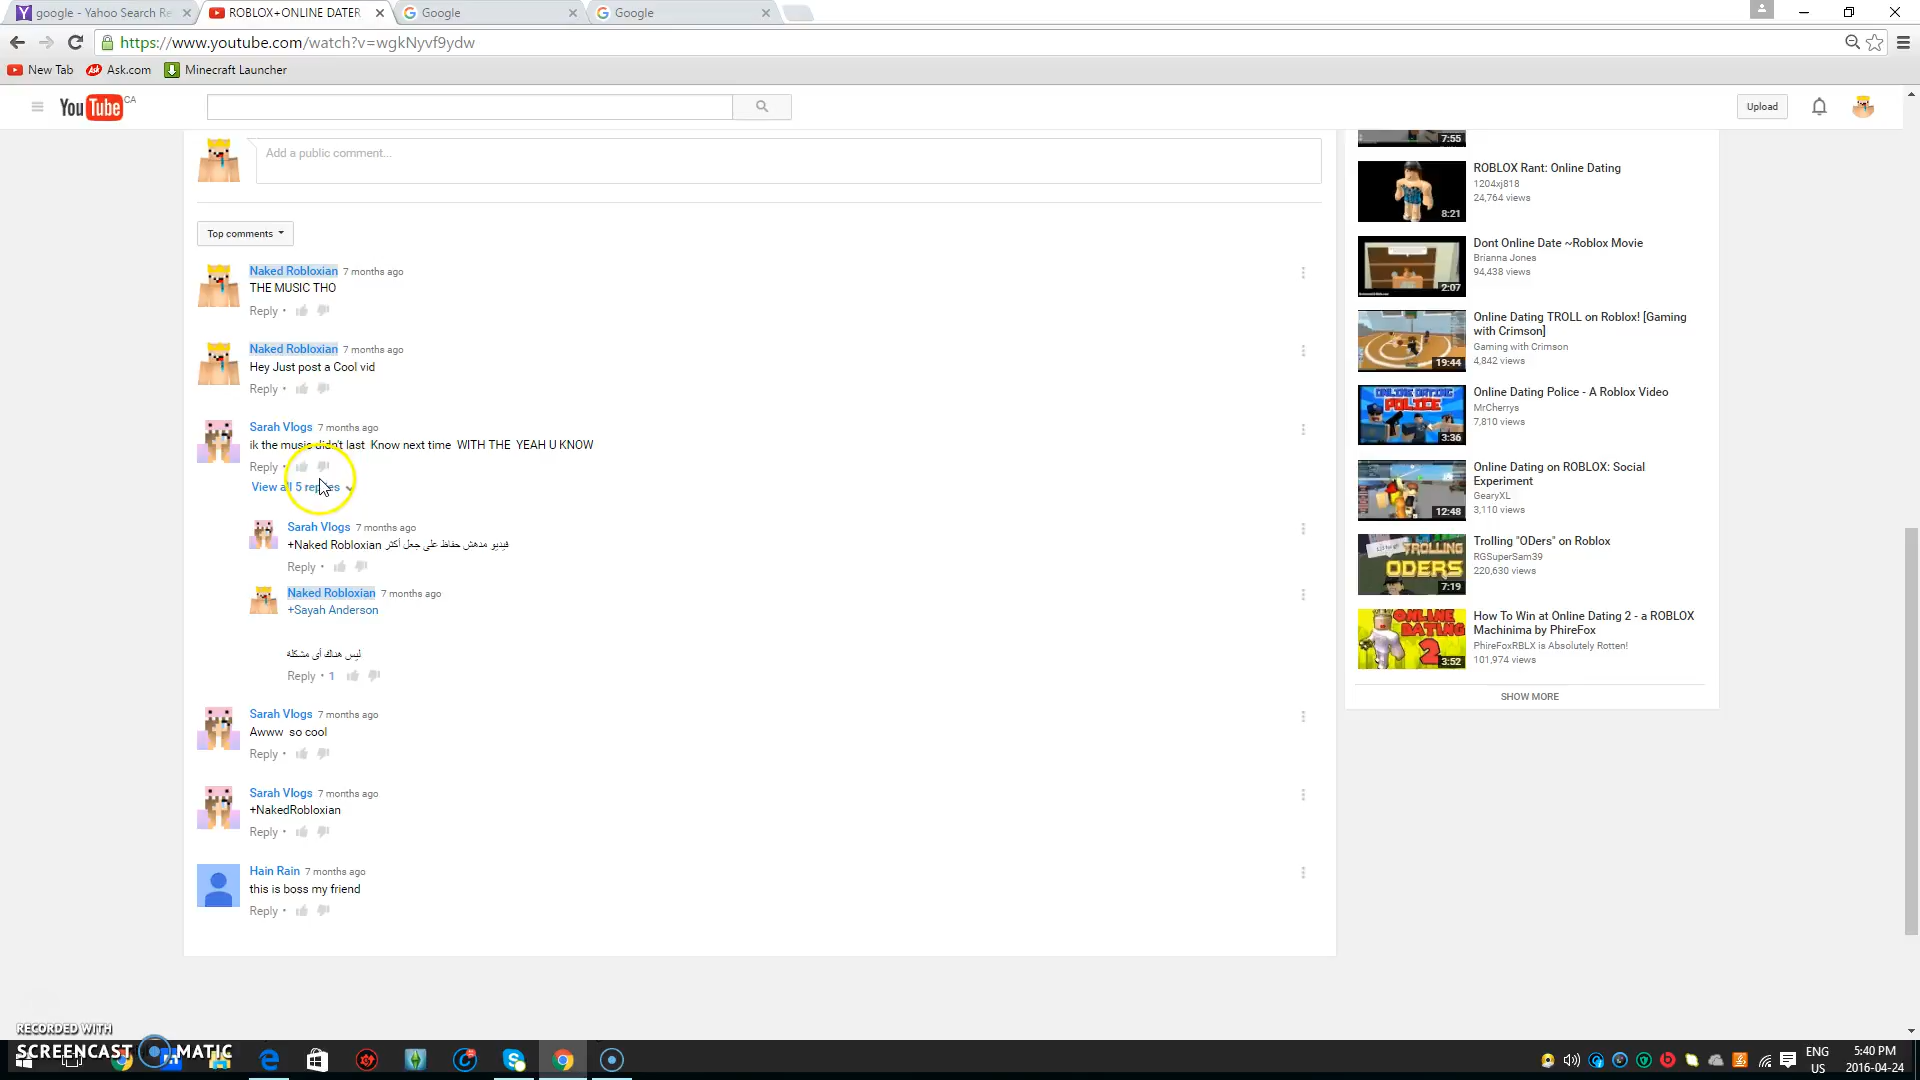 google - Yahoo Search Re
ROBLOX+ONLINE DATER
Google
Google
https://www.youtube.com/watch?v=wgkNyvf9ydw
New Tab
Ask.com
Minecraft Launcher
YouTube CA
Upload
Add a public comment...
Top comments
Naked Robloxian 7 months ago
THE MUSIC THO
Reply •
Naked Robloxian 7 months ago
Hey Just post a Cool vid
Reply •
Sarah Vlogs 7 months ago
ik the music didn't last Know next time WITH THE YEAH U KNOW
Reply •
View all 5 replies
Sarah Vlogs 7 months ago
+Naked Robloxian فيديو مدهش حفاظ على جعل أكثر
Reply •
Naked Robloxian 7 months ago
+Sayah Anderson
ليس هناك أى مشكله
Reply • 1
Sarah Vlogs 7 months ago
Awww so cool
Reply •
Sarah Vlogs 7 months ago
+NakedRobloxian
Reply •
Hain Rain 7 months ago
this is boss my friend
Reply •
7:55
ROBLOX Rant: Online Dating
1204xj818
24,764 views
8:21
Dont Online Date ~Roblox Movie
Brianna Jones
94,438 views
2:07
Online Dating TROLL on Roblox! [Gaming
with Crimson]
Gaming with Crimson
4,842 views
19:44
Online Dating Police - A Roblox Video
MrCherrys
7,810 views
ONLINE DATING
POLICE
3:36
Online Dating on ROBLOX: Social
Experiment
GearyXL
3,110 views
12:48
Trolling "ODers" on Roblox
RGSuperSam39
220,630 views
TROLLING
ODERS
7:19
How To Win at Online Dating 2 - a ROBLOX
Machinima by PhireFox
PhireFoxRBLX is Absolutely Rotten!
101,974 views
ONLINE
DATING
2
3:52
SHOW MORE
RECORDED WITH
SCREENCAST MATIC
ENG
US
5:40 PM
2016-04-24